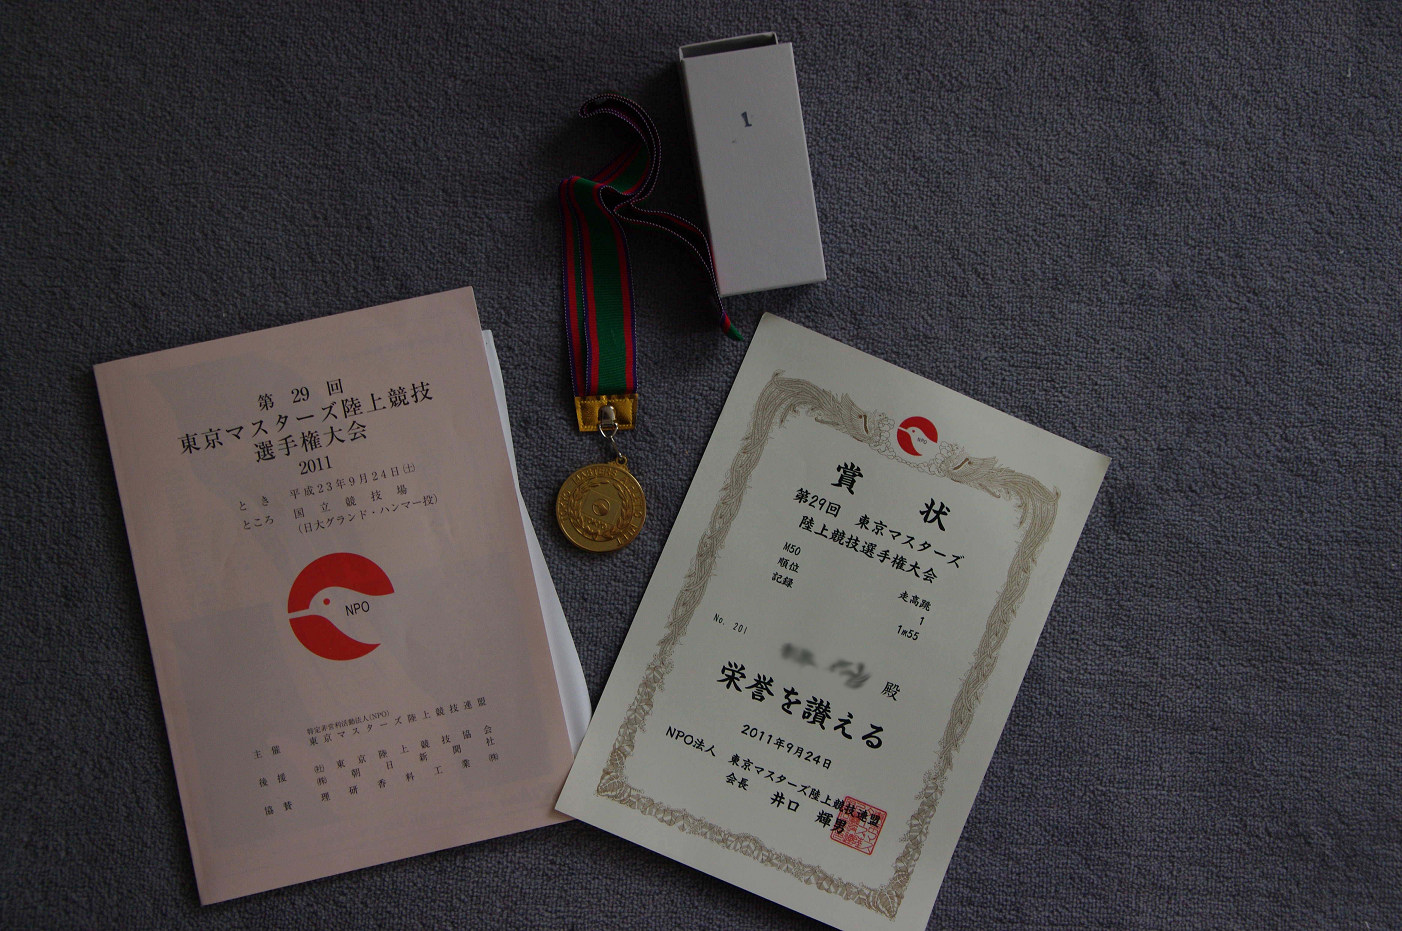 1
第 29 回
東京マスターズ陸上競技
選手権大会
2011
と き 平成23年9月24日(土)
ところ 国立競技場
(日大グランド・ハンマー投)
NPO
特定非営利活動法人(NPO)
主催 東京マスターズ陸上競技連盟
後援 ㈳東京陸上競技協会
㈱朝日新聞社
協賛 理研香料工業㈱
NPO
賞状
第29回 東京マスターズ
陸上競技選手権大会
M50 走高跳
順位 1
記録 1m55
No. 201
殿
栄誉を讃える
2011年9月24日
NPO法人 東京マスターズ陸上競技連盟
会長 井口 輝男